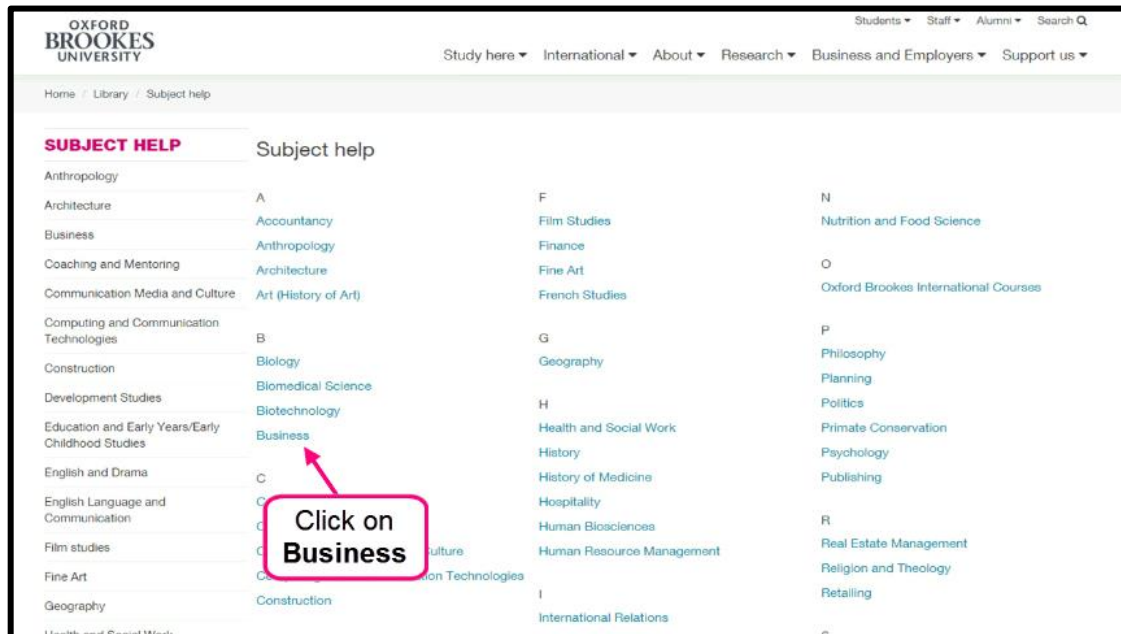 OXFORD
BROOKES
UNIVERSITY
Students Staff Alumni Search
Study here International About Research Business and Employers Support us
Home / Library / Subject help
SUBJECT HELP
Anthropology
Architecture
Business
Coaching and Mentoring
Communication Media and Culture
Computing and Communication
Technologies
Construction
Development Studies
Education and Early Years/Early
Childhood Studies
English and Drama
English Language and
Communication
Film studies
Fine Art
Geography
Health and Social Work
Subject help
A
Accountancy
Anthropology
Architecture
Art (History of Art)
B
Biology
Biomedical Science
Biotechnology
Business
C
Click on
Business
Culture
Technologies
Construction
F
Film Studies
Finance
Fine Art
French Studies
G
Geography
H
Health and Social Work
History
History of Medicine
Hospitality
Human Biosciences
Human Resource Management
I
International Relations
N
Nutrition and Food Science
O
Oxford Brookes International Courses
P
Philosophy
Planning
Politics
Primate Conservation
Psychology
Publishing
R
Real Estate Management
Religion and Theology
Retailing